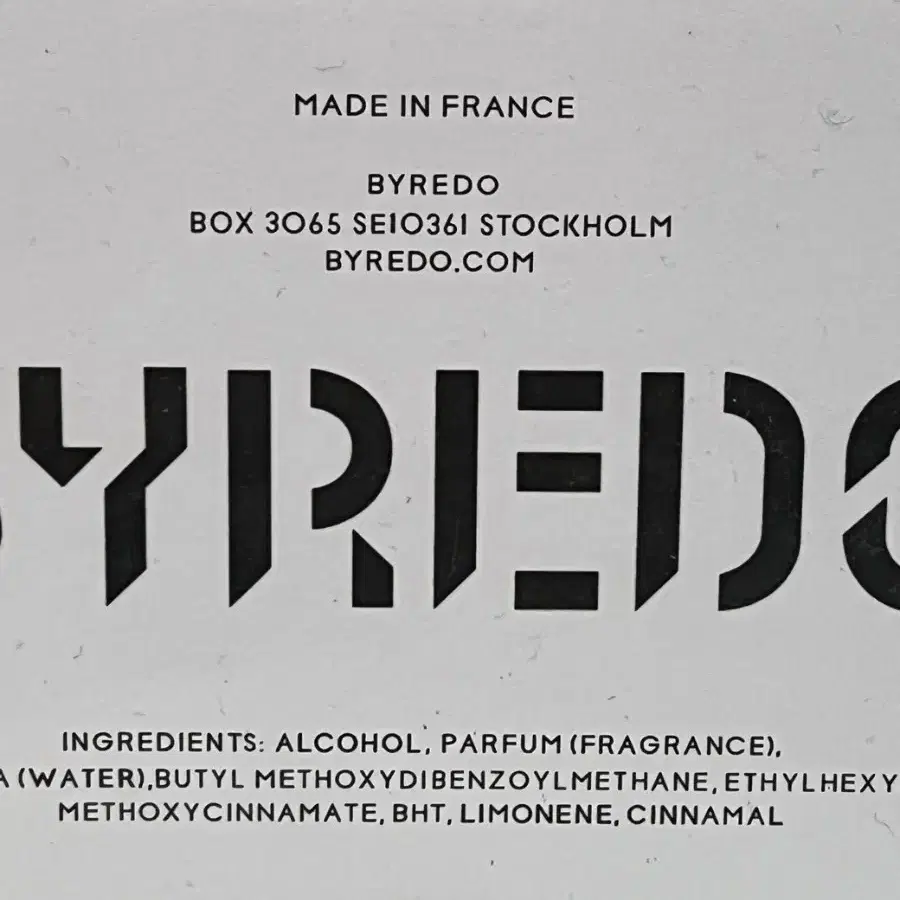 MADE IN FRANCE
BYREDO
BOX 3065 SE10361 STOCKHOLM
BYREDO.COM
BYREDO
INGREDIENTS: ALCOHOL, PARFUM (FRAGRANCE),
A (WATER),BUTYL METHOXYDIBENZOYLMETHANE, ETHYLHEXY
METHOXYCINNAMATE, BHT, LIMONENE, CINNAMAL